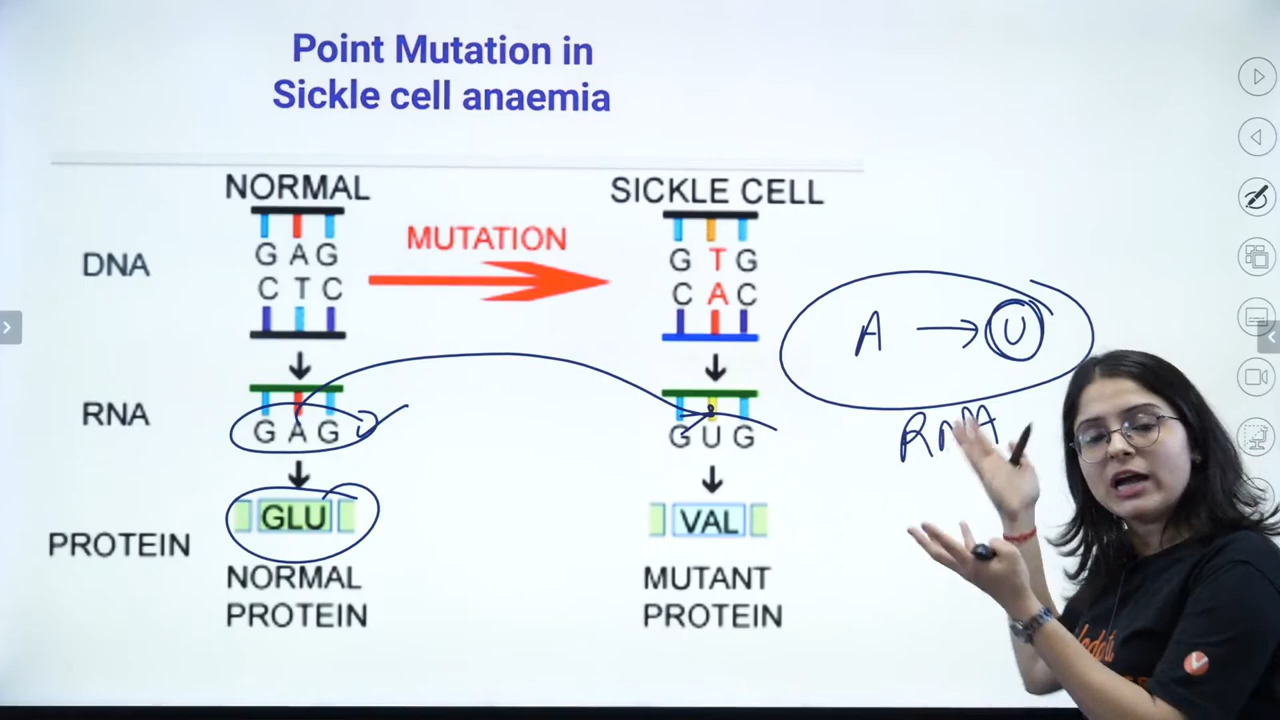 Point Mutation in
Sickle cell anaemia
NORMAL
SICKLE CELL
MUTATION
DNA
G A G
C T C
G T G
C A C
A → U
RNA
RNA
G A G
G U G
GLU
VAL
PROTEIN
NORMAL
PROTEIN
MUTANT
PROTEIN